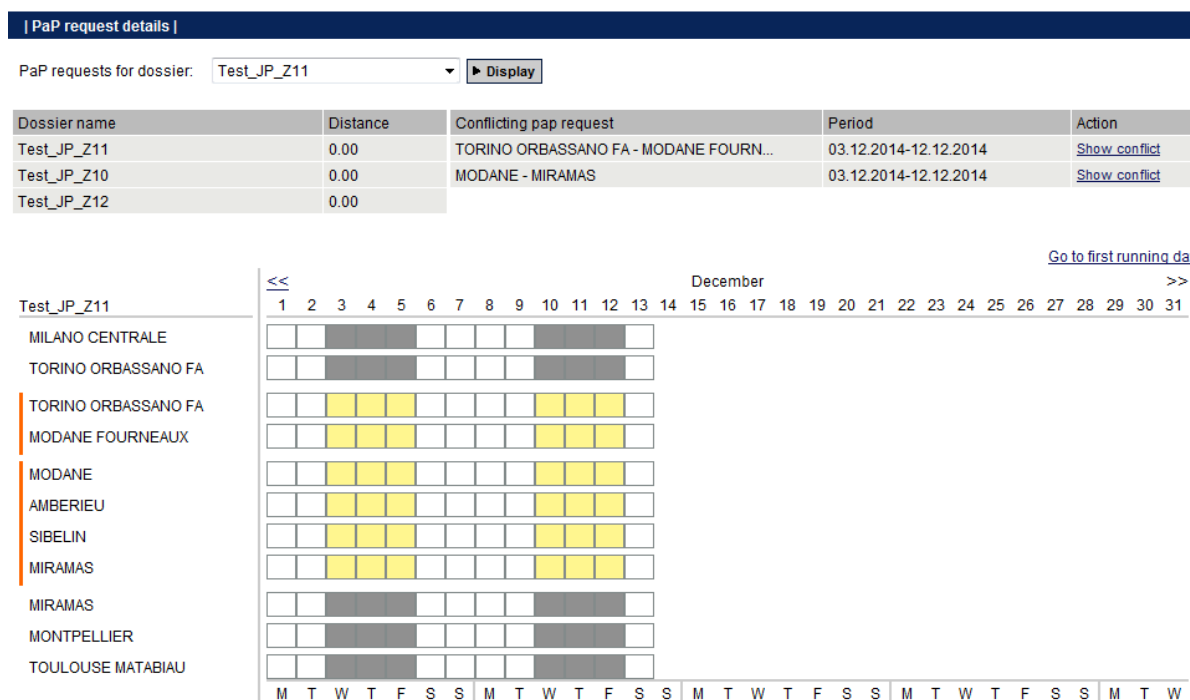 | PaP request details |
PaP requests for dossier: Test_JP_Z11 Display
Dossier name Distance Conflicting pap request Period Action
Test_JP_Z11 0.00 TORINO ORBASSANO FA - MODANE FOURN... 03.12.2014-12.12.2014 Show conflict
Test_JP_Z10 0.00 MODANE - MIRAMAS 03.12.2014-12.12.2014 Show conflict
Test_JP_Z12 0.00
Go to first running da
<< December >>
Test_JP_Z11 1 2 3 4 5 6 7 8 9 10 11 12 13 14 15 16 17 18 19 20 21 22 23 24 25 26 27 28 29 30 31
MILANO CENTRALE
TORINO ORBASSANO FA
TORINO ORBASSANO FA
MODANE FOURNEAUX
MODANE
AMBERIEU
SIBELIN
MIRAMAS
MIRAMAS
MONTPELLIER
TOULOUSE MATABIAU
M T W T F S S M T W T F S S M T W T F S S M T W T F S S M T W